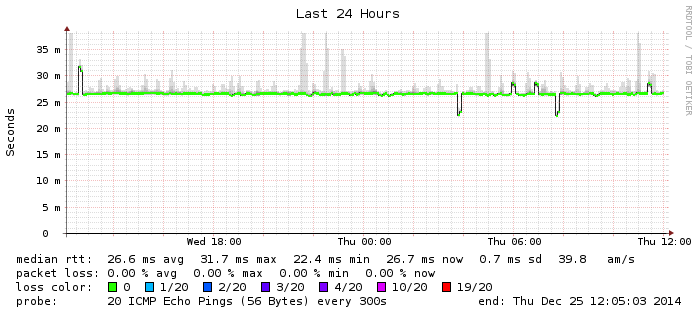 Last 24 Hours
RRDTOOL / TOBI OETIKER
Seconds
35 m
30 m
25 m
20 m
15 m
10 m
5 m
0
Wed 18:00 Thu 00:00 Thu 06:00 Thu 12:00
median rtt: 26.6 ms avg 31.7 ms max 22.4 ms min 26.7 ms now 0.7 ms sd 39.8 am/s
packet loss: 0.00 % avg 0.00 % max 0.00 % min 0.00 % now
loss color: 0 1/20 2/20 3/20 4/20 10/20 19/20
probe: 20 ICMP Echo Pings (56 Bytes) every 300s end: Thu Dec 25 12:05:03 2014